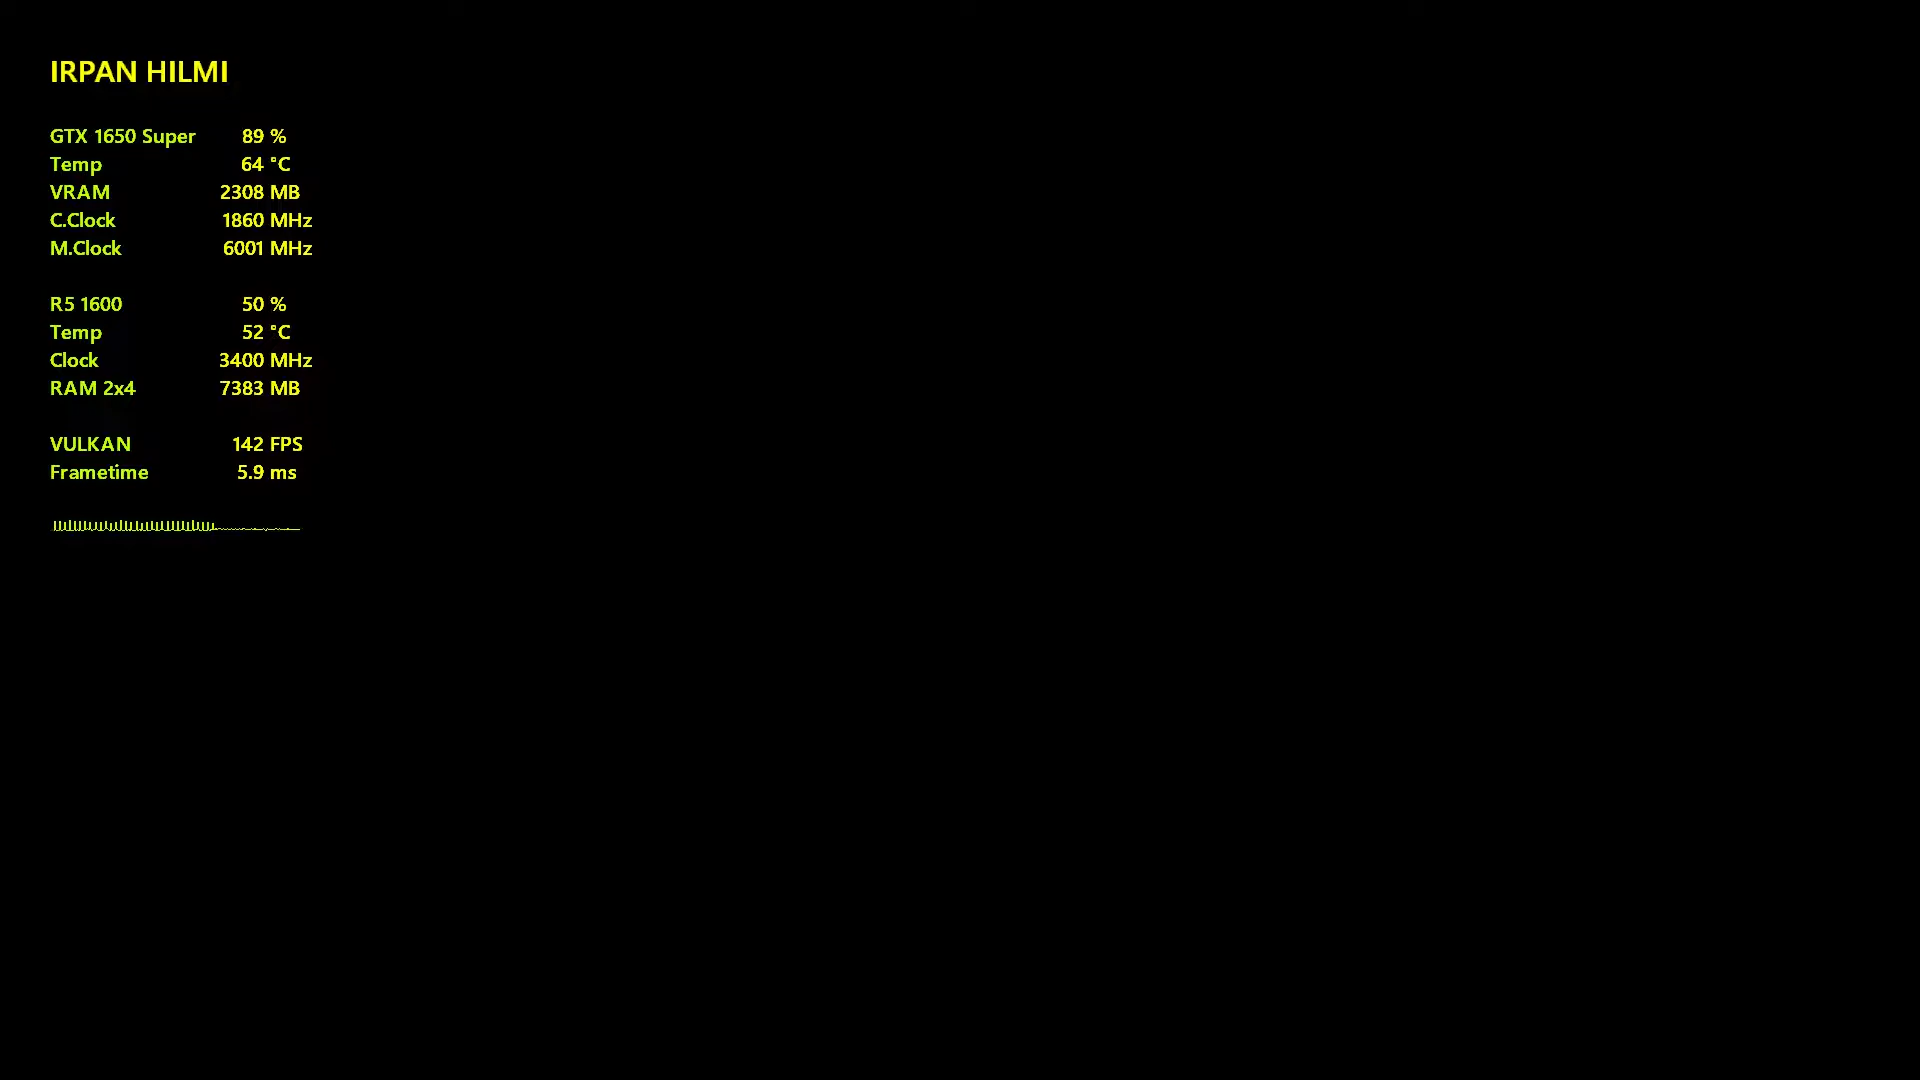 IRPAN HILMI
GTX 1650 Super 89 %
Temp 64 °C
VRAM 2308 MB
C.Clock 1860 MHz
M.Clock 6001 MHz
R5 1600 50 %
Temp 52 °C
Clock 3400 MHz
RAM 2x4 7383 MB
VULKAN 142 FPS
Frametime 5.9 ms